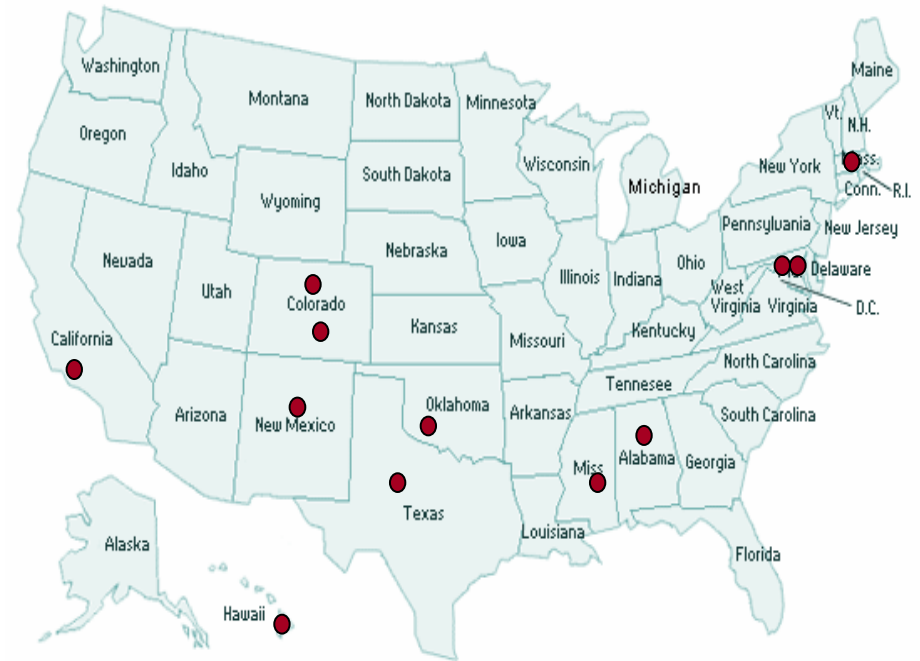 Washington
Montana
North Dakota
Minnesota
Maine
Vt.
N.H.
Oregon
Idaho
Wisconsin
South Dakota
Michigan
New York
Conn.
R.I.
Wyoming
Nebraska
Iowa
Pennsylvania
New Jersey
Nevada
Utah
Colorado
Illinois
Indiana
Ohio
Delaware
West
Virginia
Virginia
D.C.
California
Kansas
Missouri
Kentucky
North Carolina
Tennessee
Arizona
New Mexico
Oklahoma
Arkansas
South Carolina
Miss
Alabama
Georgia
Texas
Louisiana
Florida
Alaska
Hawaii